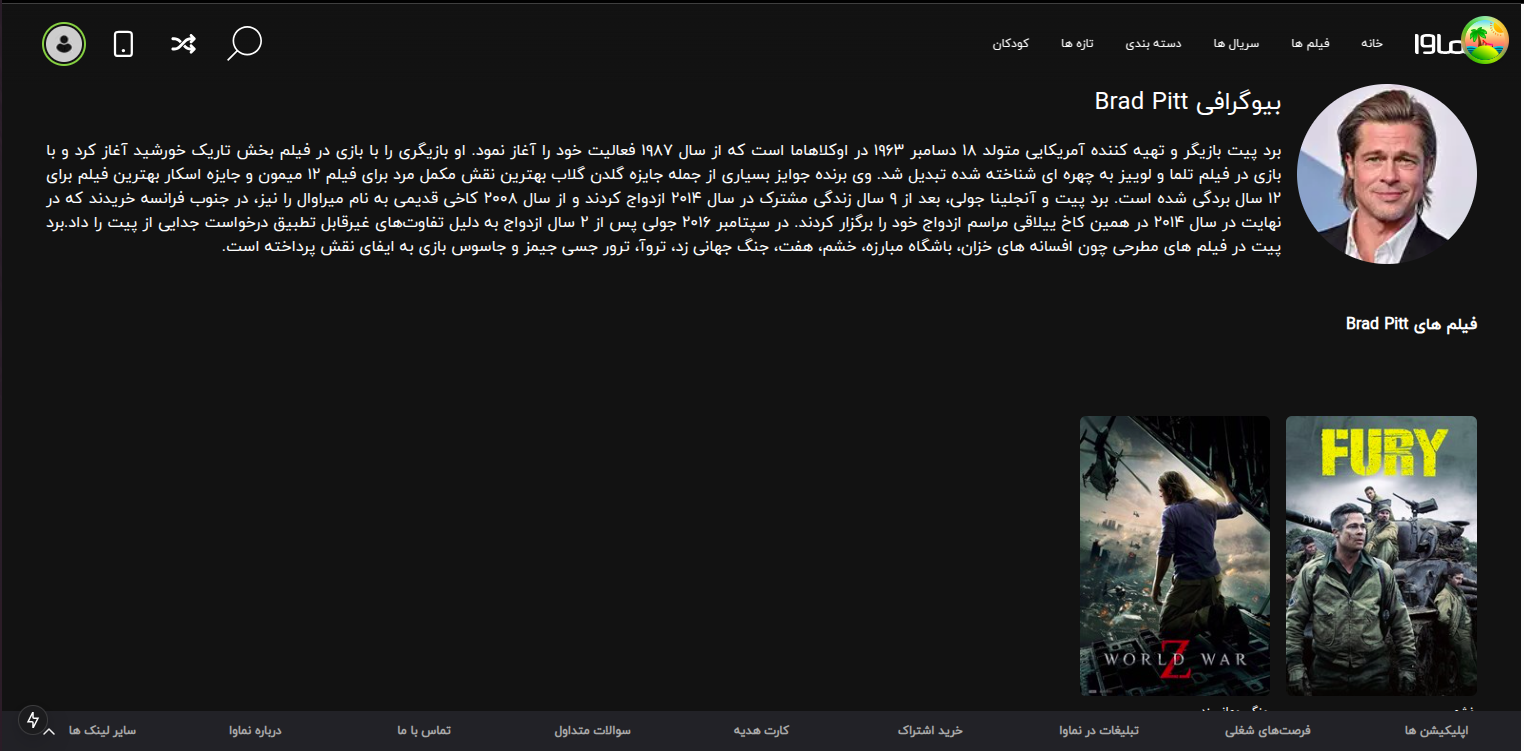 نماوا
خانه
فیلم ها
سریال ها
دسته بندی
تازه ها
کودکان
بیوگرافی Brad Pitt
برد پیت بازیگر و تهیه کننده آمریکایی متولد ۱۸ دسامبر ۱۹۶۳ در اوکلاهاما است که از سال ۱۹۸۷ فعالیت خود را آغاز نمود. او بازیگری را با بازی در فیلم بخش تاریک خورشید آغاز کرد و با
بازی در فیلم تلما و لوییز به چهره ای شناخته شده تبدیل شد. وی برنده جوایز بسیاری از جمله جایزه گلدن گلاب بهترین نقش مکمل مرد برای فیلم ۱۲ میمون و جایزه اسکار بهترین فیلم برای
۱۲ سال بردگی شده است. برد پیت و آنجلینا جولی، بعد از ۹ سال زندگی مشترک در سال ۲۰۱۴ ازدواج کردند و از سال ۲۰۰۸ کاخی قدیمی به نام میراوال را نیز، در جنوب فرانسه خریدند که در
نهایت در سال ۲۰۱۴ در همین کاخ ییلاقی مراسم ازدواج خود را برگزار کردند. در سپتامبر ۲۰۱۶ جولی پس از ۲ سال ازدواج به دلیل تفاوت‌های غیرقابل تطبیق درخواست جدایی از پیت را داد.برد
پیت در فیلم های مطرحی چون افسانه های خزان، باشگاه مبارزه، خشم، هفت، جنگ جهانی زد، تروآ، ترور جسی جیمز و جاسوس بازی به ایفای نقش پرداخته است.
فیلم های Brad Pitt
FURY
WORLD WAR Z
اپلیکیشن ها
فرصت‌های شغلی
تبلیغات در نماوا
خرید اشتراک
کارت هدیه
سوالات متداول
تماس با ما
درباره نماوا
سایر لینک ها